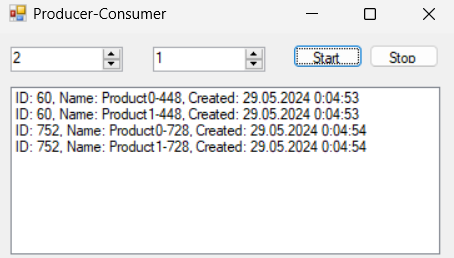 Producer-Consumer
2
1
Start
Stop
ID: 60, Name: Product0-448, Created: 29.05.2024 0:04:53
ID: 60, Name: Product1-448, Created: 29.05.2024 0:04:53
ID: 752, Name: Product0-728, Created: 29.05.2024 0:04:54
ID: 752, Name: Product1-728, Created: 29.05.2024 0:04:54